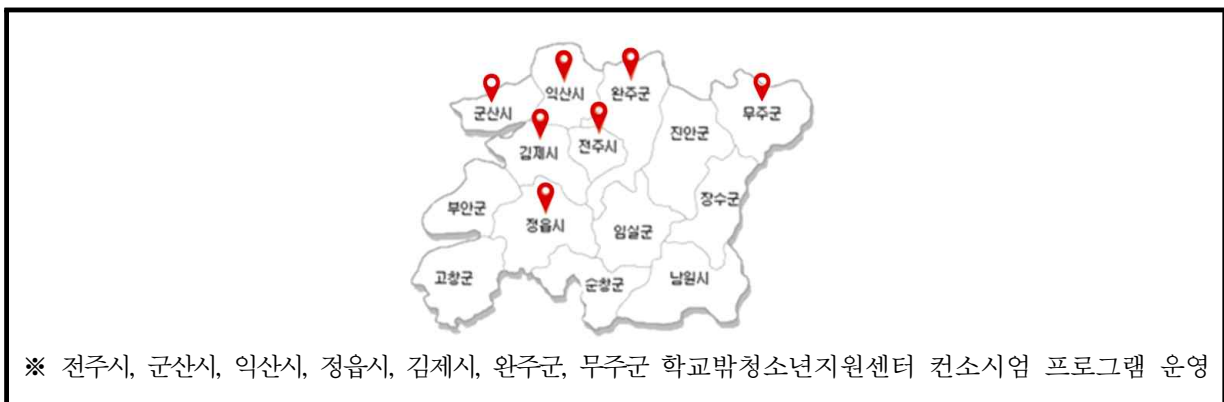 익산시
완주군
군산시
무주군
김제시
전주시
진안군
장수군
부안군
정읍시
임실군
고창군
순창군
남원시
※ 전주시, 군산시, 익산시, 정읍시, 김제시, 완주군, 무주군 학교밖청소년지원센터 컨소시엄 프로그램 운영